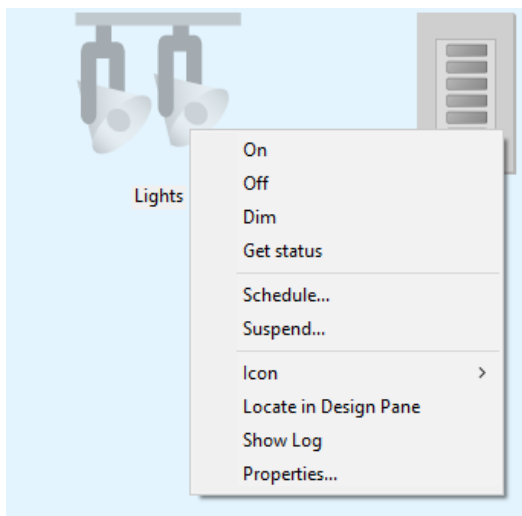 Lights
On
Off
Dim
Get status
Schedule...
Suspend...
Icon
Locate in Design Pane
Show Log
Properties...